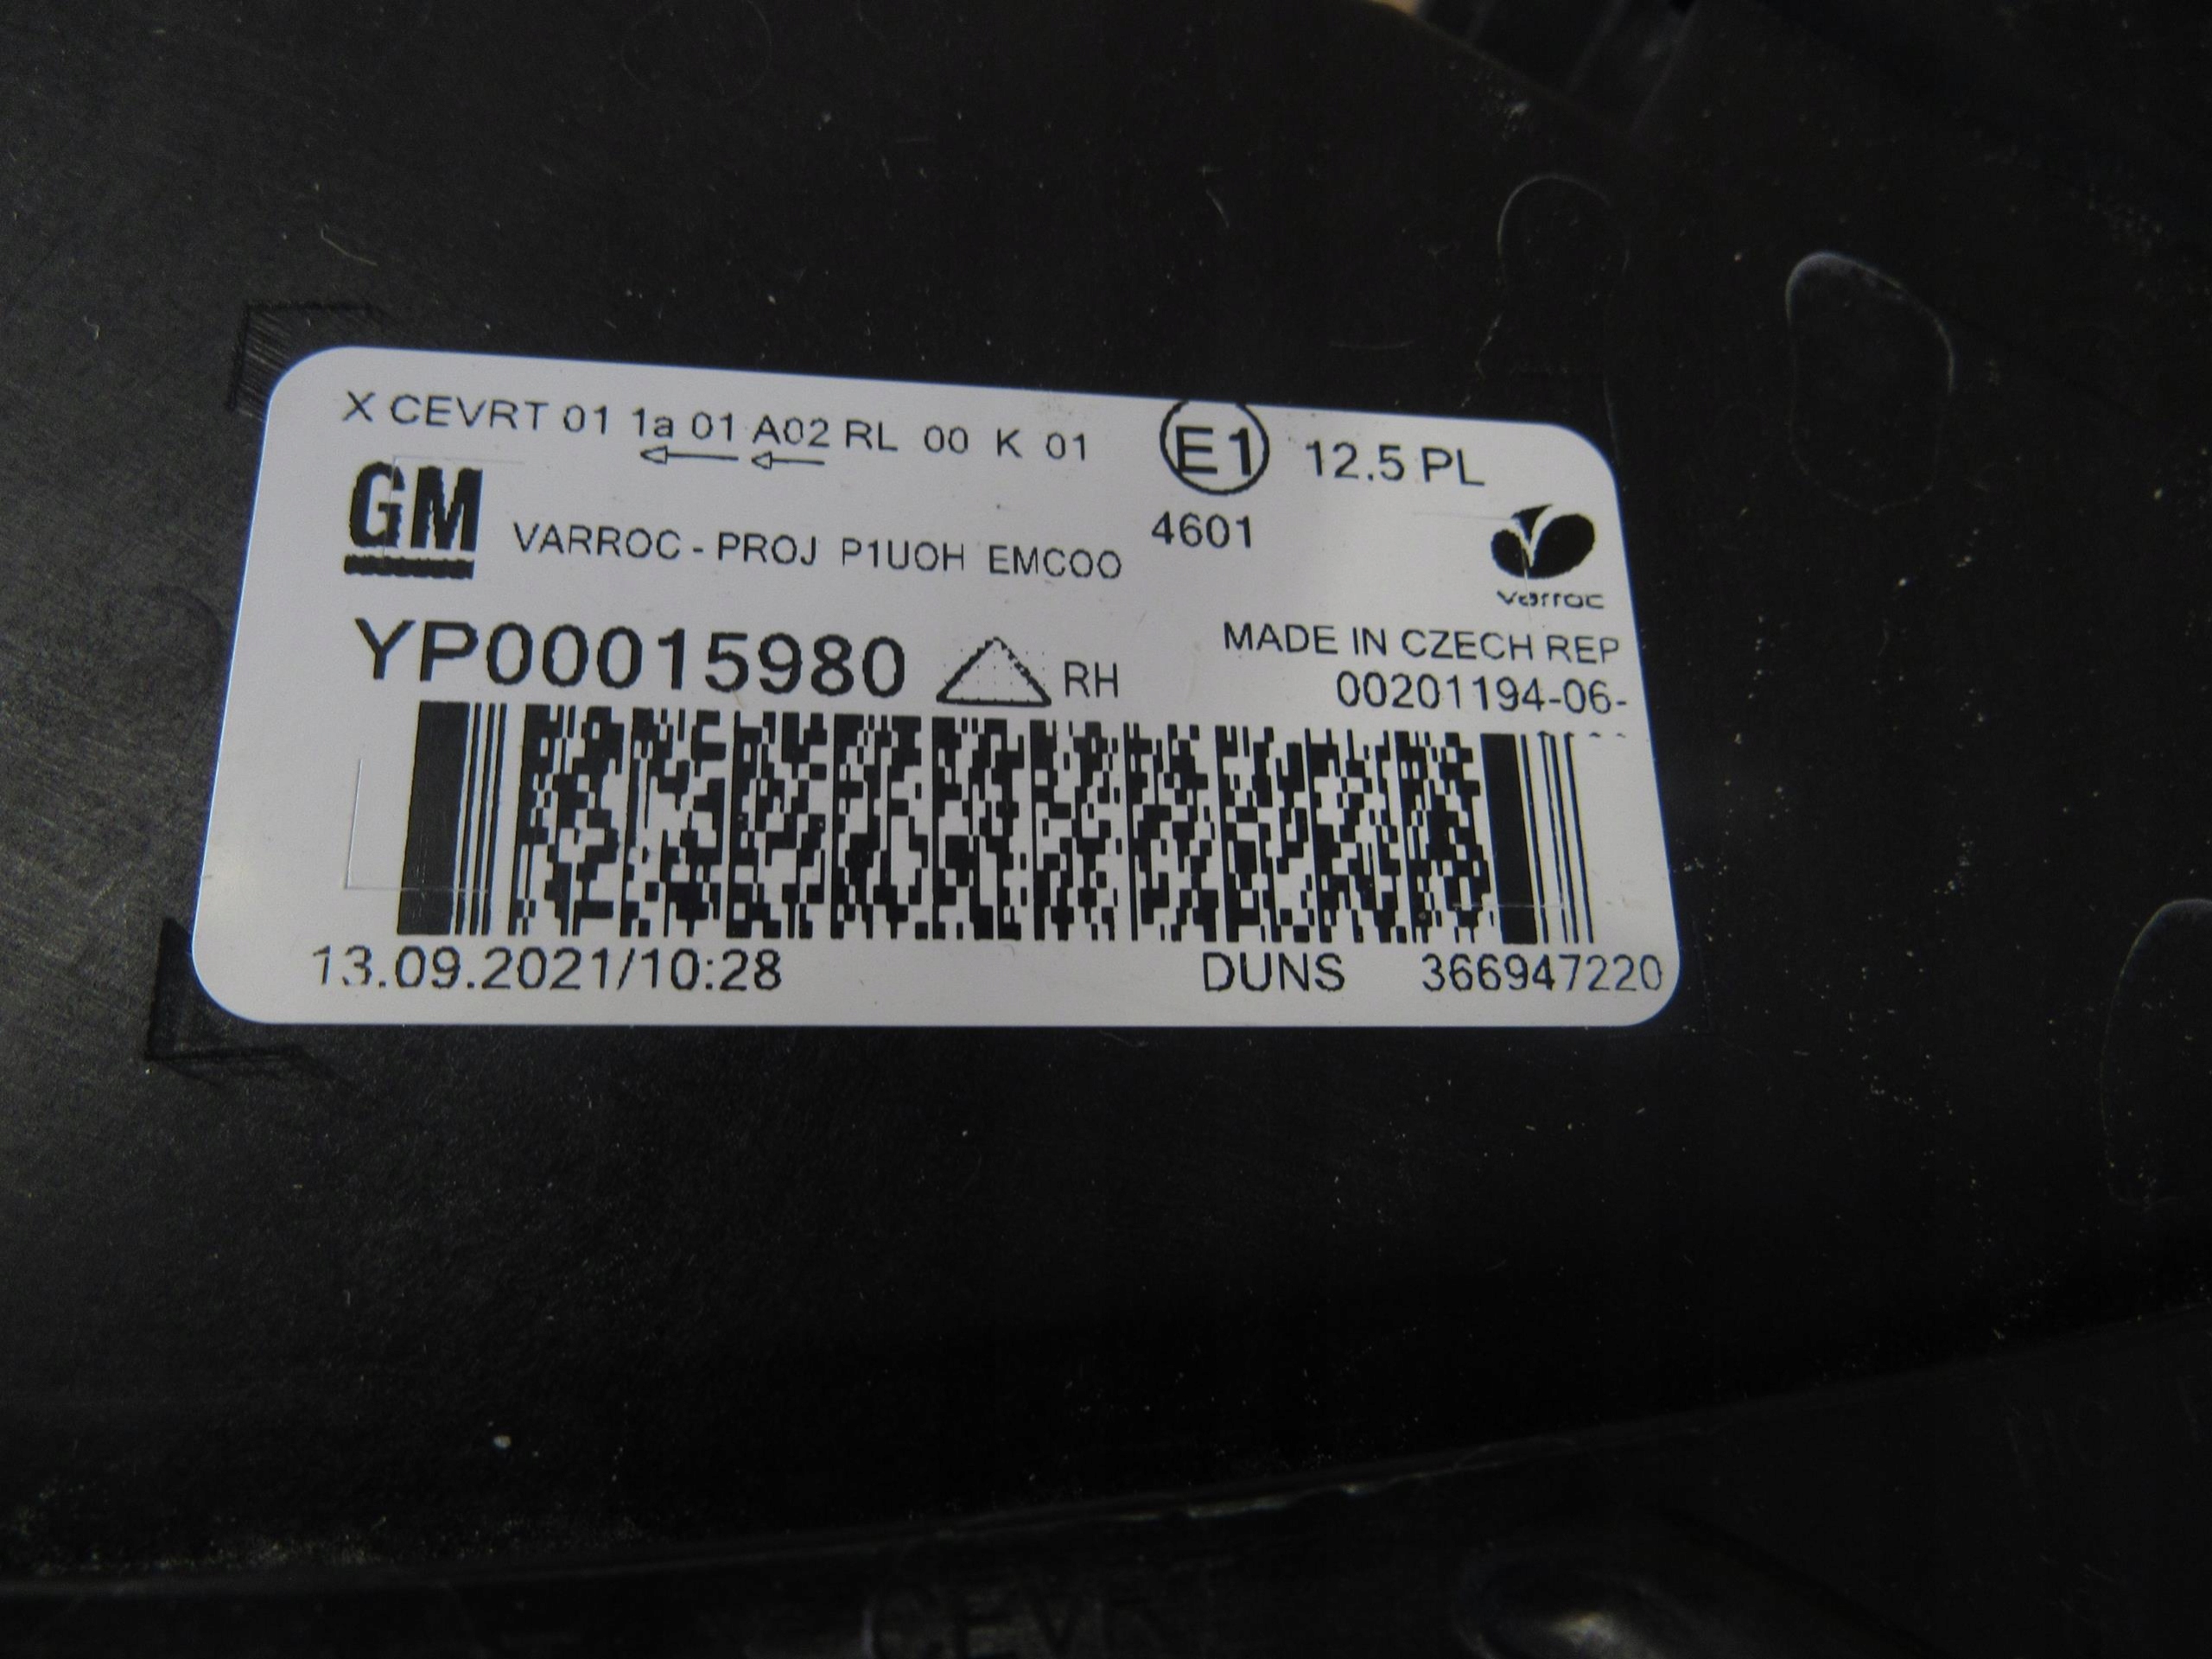 X CEVRT 01 1a 01 A02 RL 00 K 01 E1 12.5 PL
GM VARROC - PROJ P1UOH EMCOO 4601
varroc
YP00015980 RH MADE IN CZECH REP
00201194-06-
13.09.2021/10:28 DUNS 366947220